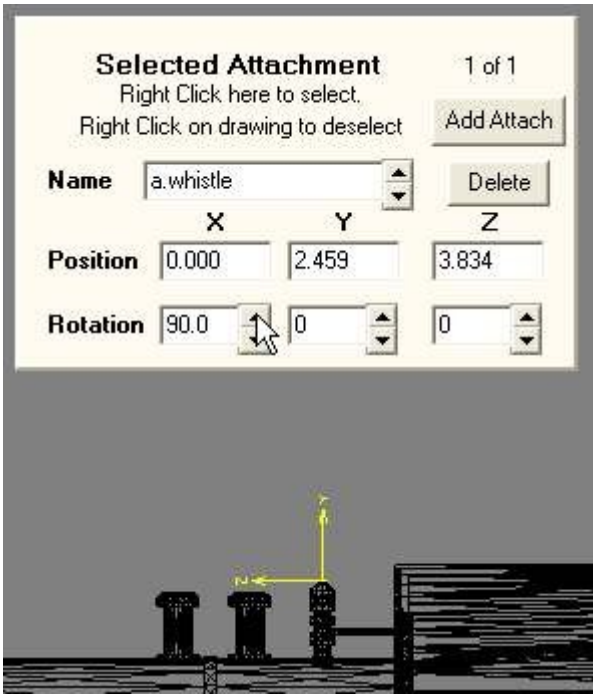 Selected Attachment 1 of 1
Right Click here to select.
Right Click on drawing to deselect Add Attach
Name a.whistle Delete
X Y Z
Position 0.000 2.459 3.834
Rotation 90.0 0 0
Y
Z